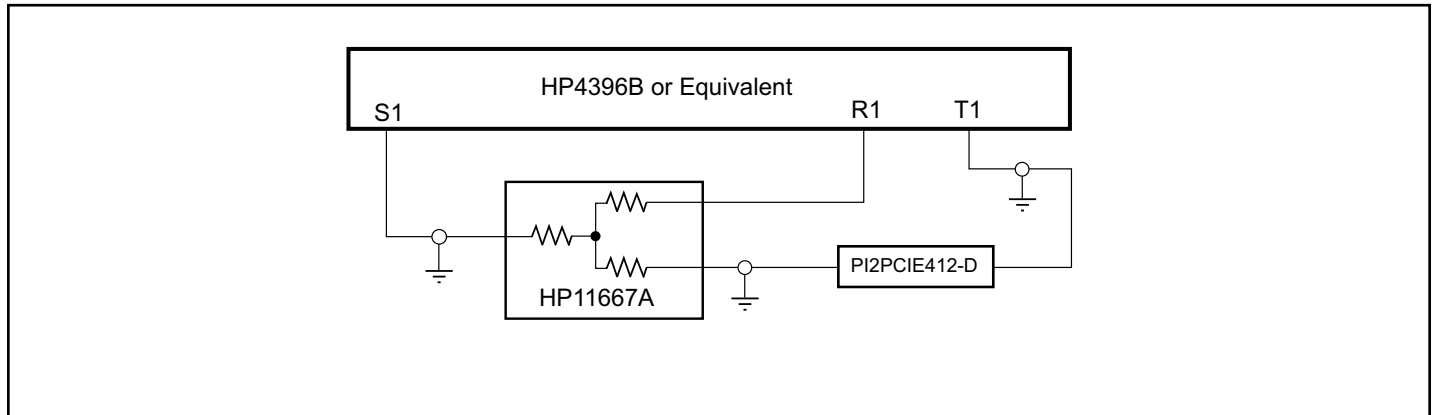 HP4396B or Equivalent
S1
R1
T1
PI2PCIE412-D
HP11667A